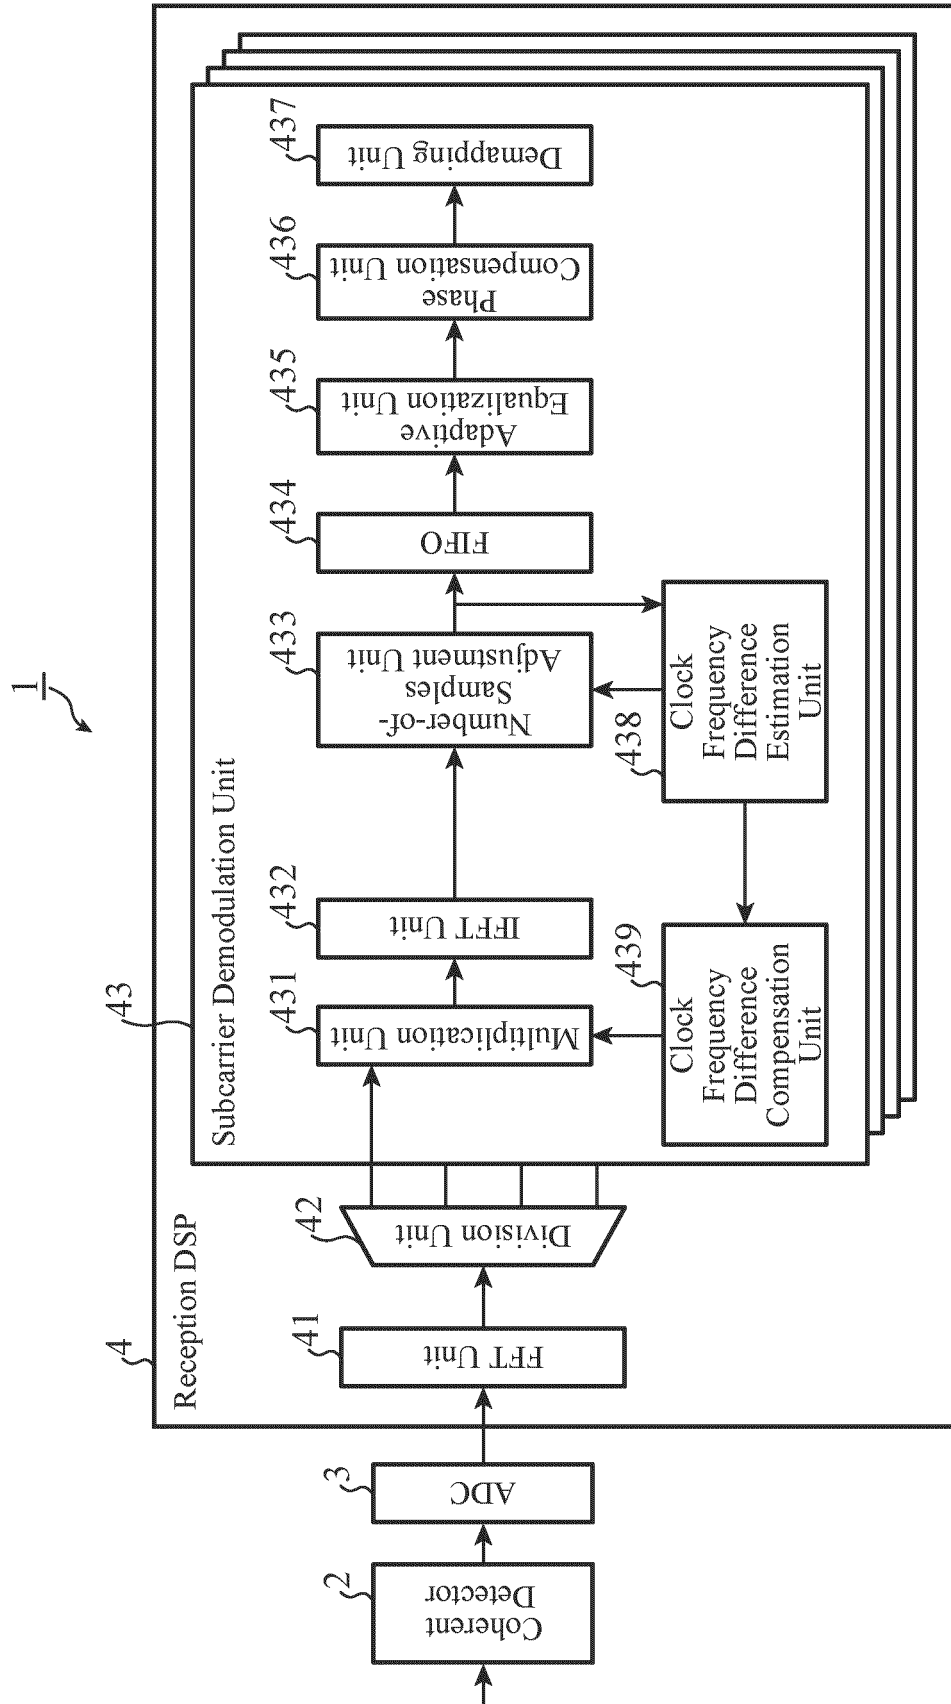 1
4
Reception DSP
43
Subcarrier Demodulation Unit
2
Coherent
Detector
3
ADC
41
FFT Unit
42
Division Unit
431
Multiplication Unit
432
IFFT Unit
433
Number-of-
Samples
Adjustment Unit
434
FIFO
435
Adaptive
Equalization Unit
436
Phase
Compensation Unit
437
Demapping Unit
438
Clock
Frequency
Difference
Estimation
Unit
439
Clock
Frequency
Difference
Compensation
Unit